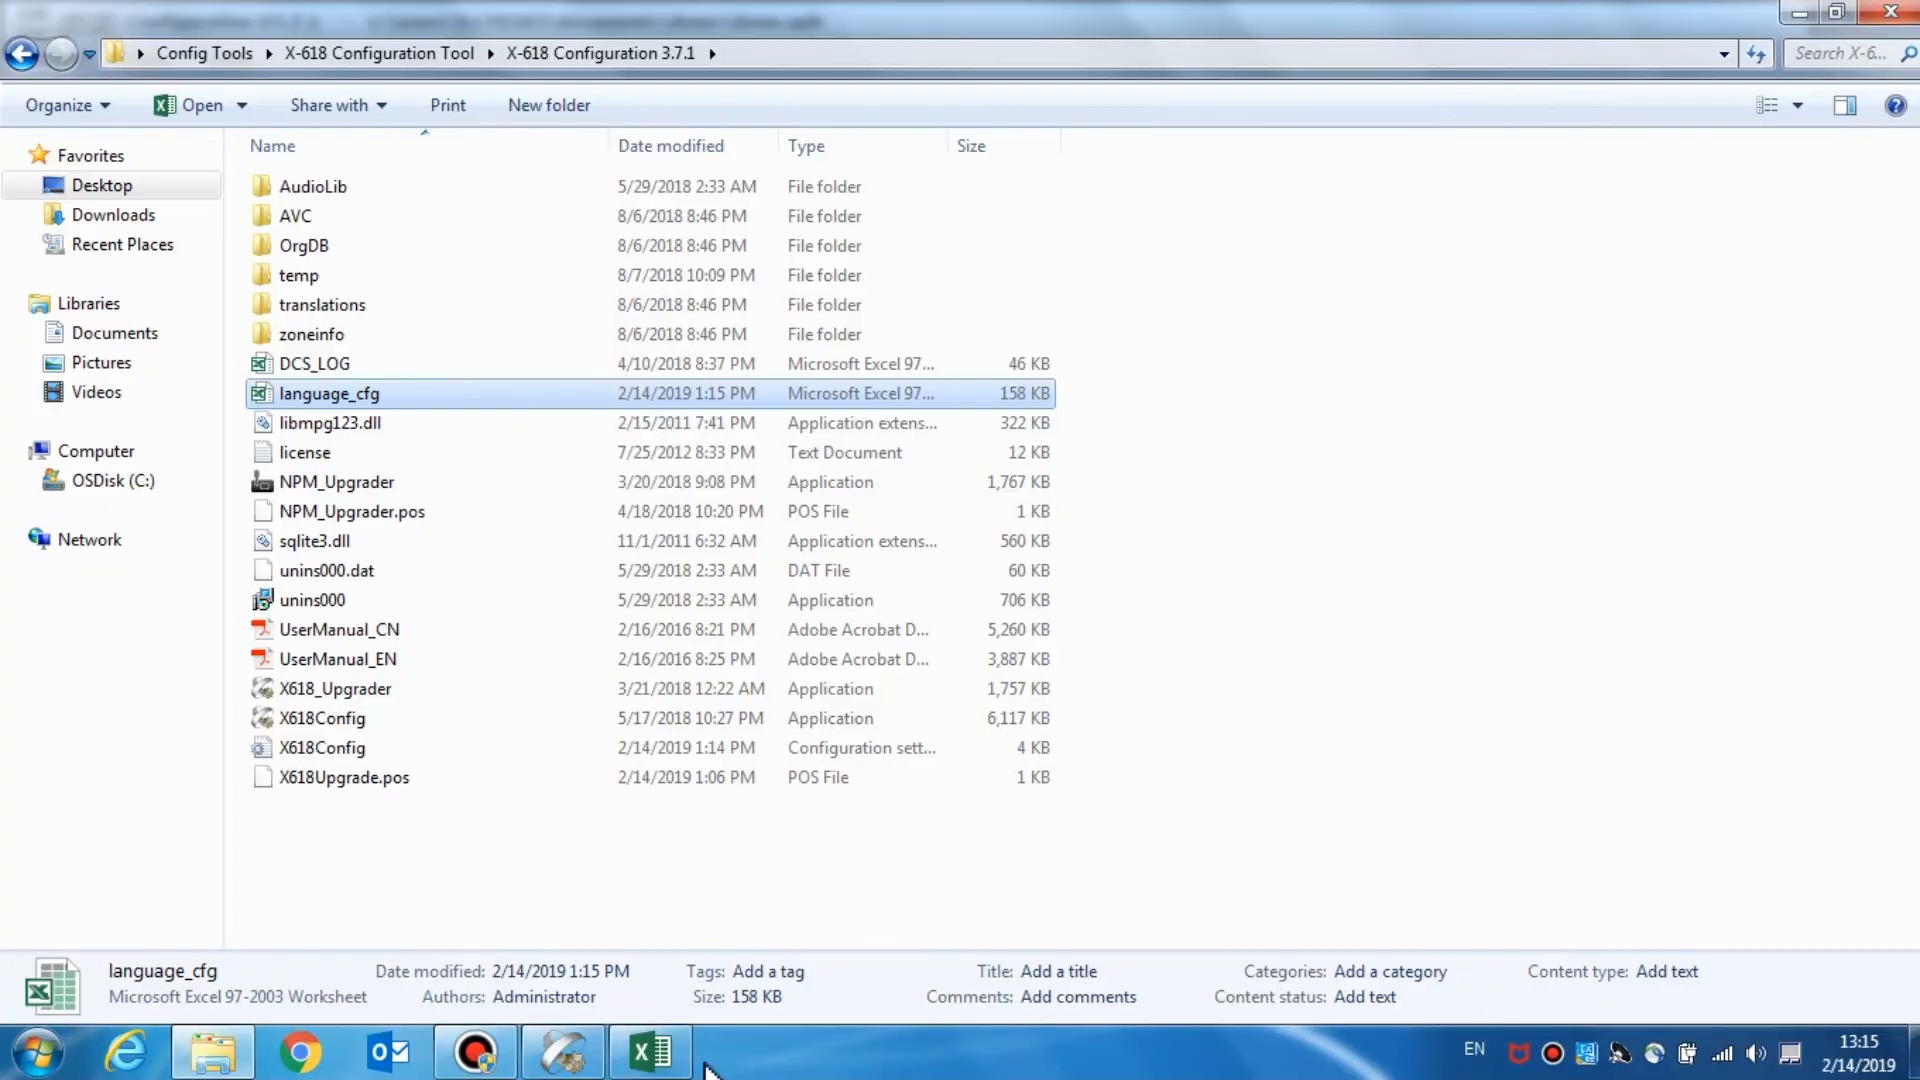 Config Tools X-618 Configuration Tool X-618 Configuration 3.7.1 Search X-6...
Organize Open Share with Print New folder
Name Date modified Type Size
Favorites
Desktop
Downloads
Recent Places
Libraries
Documents
Pictures
Videos
Computer
OSDisk (C:)
Network
AudioLib 5/29/2018 2:33 AM File folder
AVC 8/6/2018 8:46 PM File folder
OrgDB 8/6/2018 8:46 PM File folder
temp 8/7/2018 10:09 PM File folder
translations 8/6/2018 8:46 PM File folder
zoneinfo 8/6/2018 8:46 PM File folder
DCS_LOG 4/10/2018 8:37 PM Microsoft Excel 97... 46 KB
language_cfg 2/14/2019 1:15 PM Microsoft Excel 97... 158 KB
libmpg123.dll 2/15/2011 7:41 PM Application extens... 322 KB
license 7/25/2012 8:33 PM Text Document 12 KB
NPM_Upgrader 3/20/2018 9:08 PM Application 1,767 KB
NPM_Upgrader.pos 4/18/2018 10:20 PM POS File 1 KB
sqlite3.dll 11/1/2011 6:32 AM Application extens... 560 KB
unins000.dat 5/29/2018 2:33 AM DAT File 60 KB
unins000 5/29/2018 2:33 AM Application 706 KB
UserManual_CN 2/16/2016 8:21 PM Adobe Acrobat D... 5,260 KB
UserManual_EN 2/16/2016 8:25 PM Adobe Acrobat D... 3,887 KB
X618_Upgrader 3/21/2018 12:22 AM Application 1,757 KB
X618Config 5/17/2018 10:27 PM Application 6,117 KB
X618Config 2/14/2019 1:14 PM Configuration sett... 4 KB
X618Upgrade.pos 2/14/2019 1:06 PM POS File 1 KB
language_cfg Date modified: 2/14/2019 1:15 PM Tags: Add a tag Title: Add a title Categories: Add a category Content type: Add text
Microsoft Excel 97-2003 Worksheet Authors: Administrator Size: 158 KB Comments: Add comments Content status: Add text
EN 13:15
2/14/2019